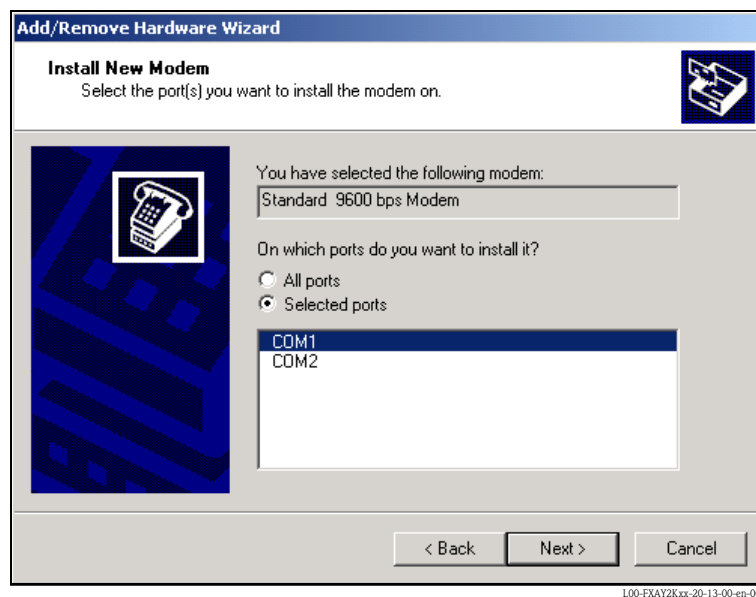 Add/Remove Hardware Wizard
Install New Modem
Select the port(s) you want to install the modem on.
You have selected the following modem:
Standard 9600 bps Modem
On which ports do you want to install it?
All ports
Selected ports
COM1
COM2
< Back
Next >
Cancel
L00-FXAY2Kxx-20-13-00-en-0